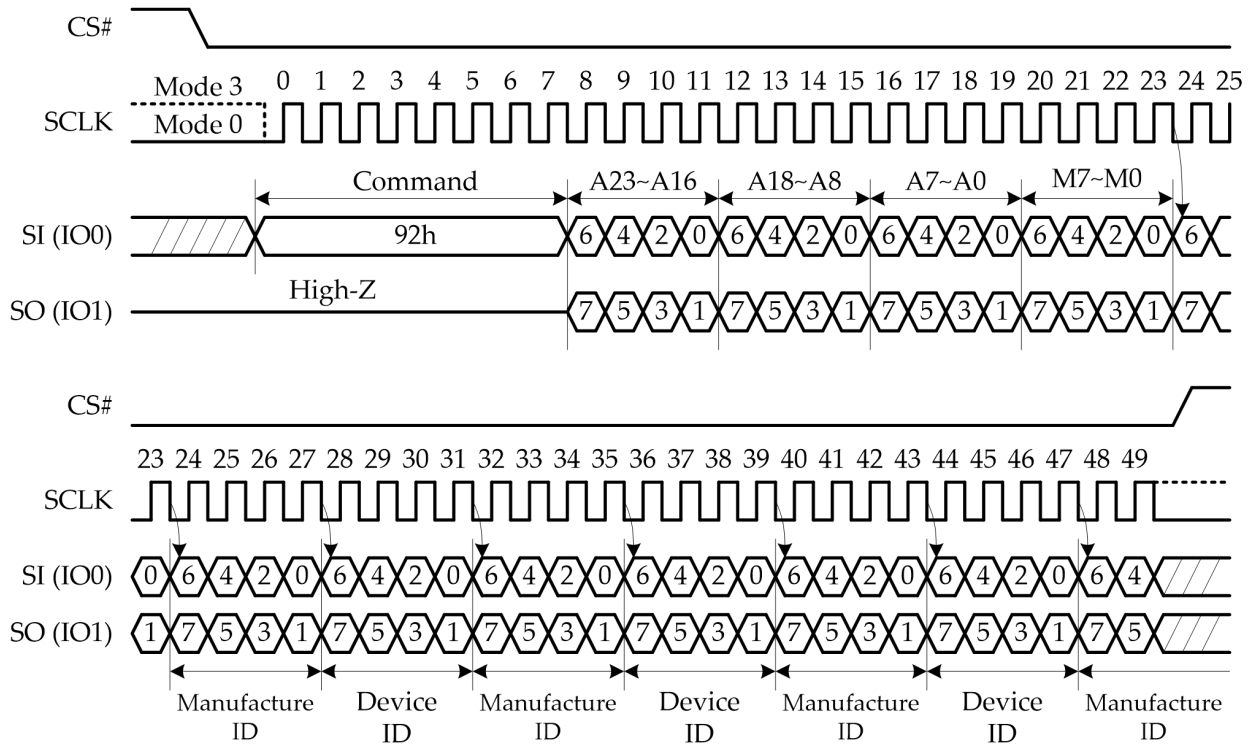 CS#
0 1 2 3 4 5 6 7 8 9 10 11 12 13 14 15 16 17 18 19 20 21 22 23 24 25
Mode 3
SCLK
Mode 0
Command A23~A16 A18~A8 A7~A0 M7~M0
SI (IO0) 92h 6 4 2 0 6 4 2 0 6 4 2 0 6 4 2 0 6
High-Z
SO (IO1) 7 5 3 1 7 5 3 1 7 5 3 1 7 5 3 1 7
CS#
23 24 25 26 27 28 29 30 31 32 33 34 35 36 37 38 39 40 41 42 43 44 45 46 47 48 49
SCLK
SI (IO0) 0 6 4 2 0 6 4 2 0 6 4 2 0 6 4 2 0 6 4 2 0 6 4 2 0 6 4
SO (IO1) 1 7 5 3 1 7 5 3 1 7 5 3 1 7 5 3 1 7 5 3 1 7 5 3 1 7 5
Manufacture Device Manufacture Device Manufacture Device Manufacture
ID ID ID ID ID ID ID